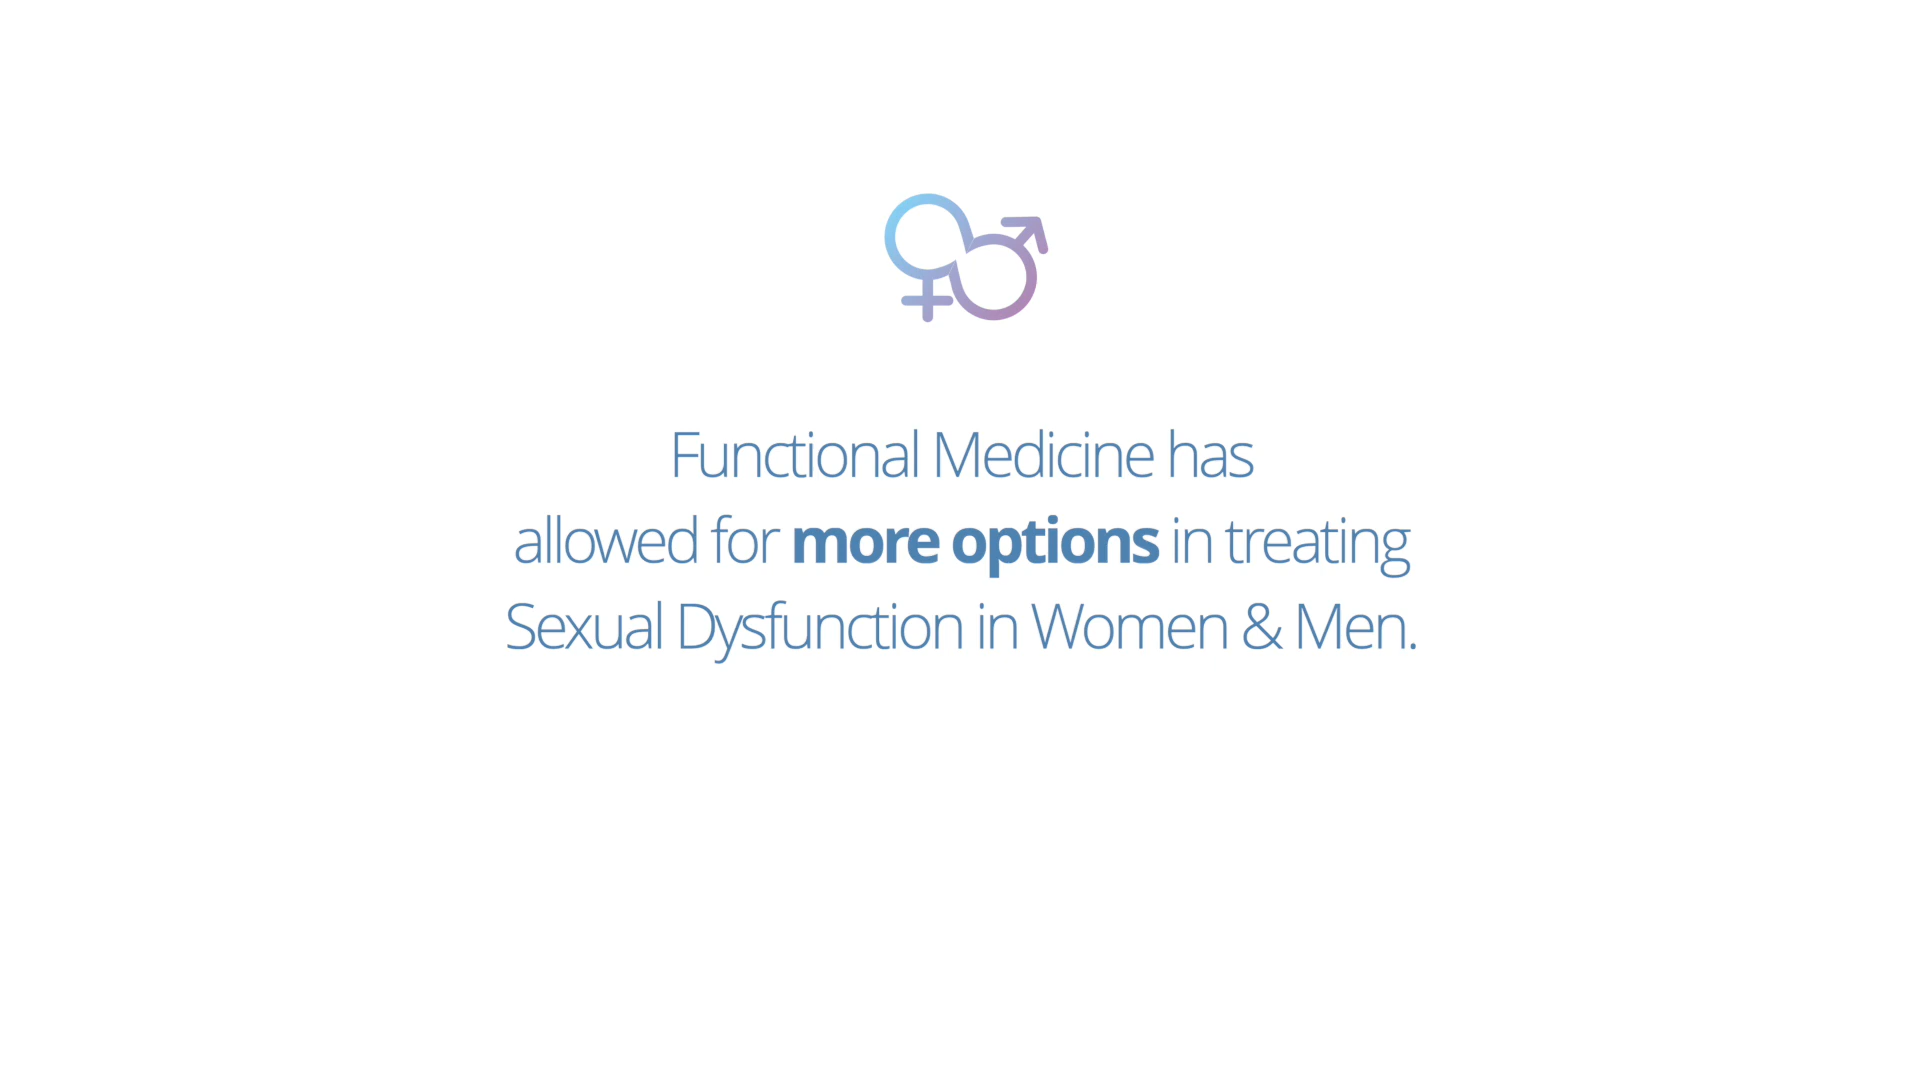 Functional Medicine has
allowed for more options in treating
Sexual Dysfunction in Women & Men.